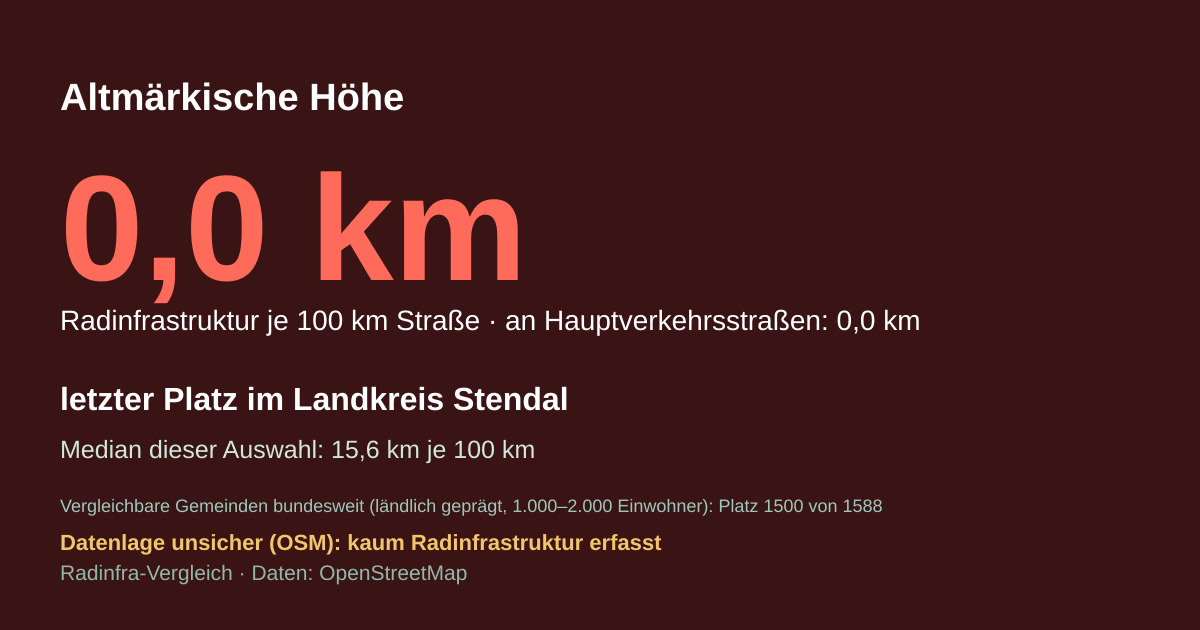 Altmärkische Höhe
0,0 km
Radinfrastruktur je 100 km Straße · an Hauptverkehrsstraßen: 0,0 km
letzter Platz im Landkreis Stendal
Median dieser Auswahl: 15,6 km je 100 km
Vergleichbare Gemeinden bundesweit (ländlich geprägt, 1.000–2.000 Einwohner): Platz 1500 von 1588
Datenlage unsicher (OSM): kaum Radinfrastruktur erfasst
Radinfra-Vergleich · Daten: OpenStreetMap